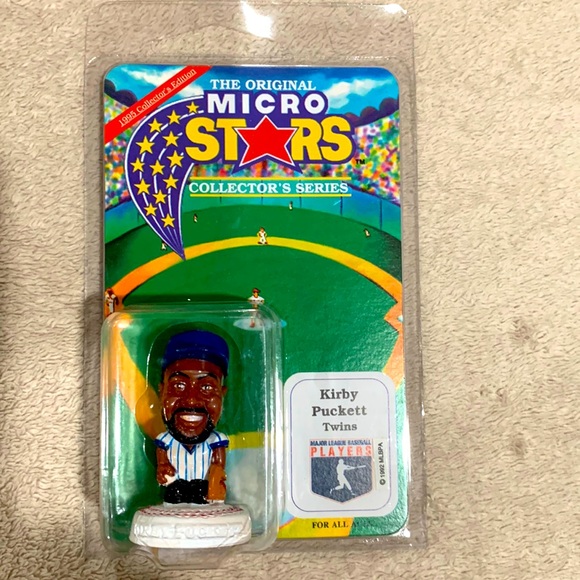 1995 Collector's Edition
THE ORIGINAL
MICRO
STARS™
COLLECTOR'S SERIES
Kirby
Puckett
Twins
MAJOR LEAGUE BASEBALL
PLAYERS
© 1992 MLBPA
FOR ALL